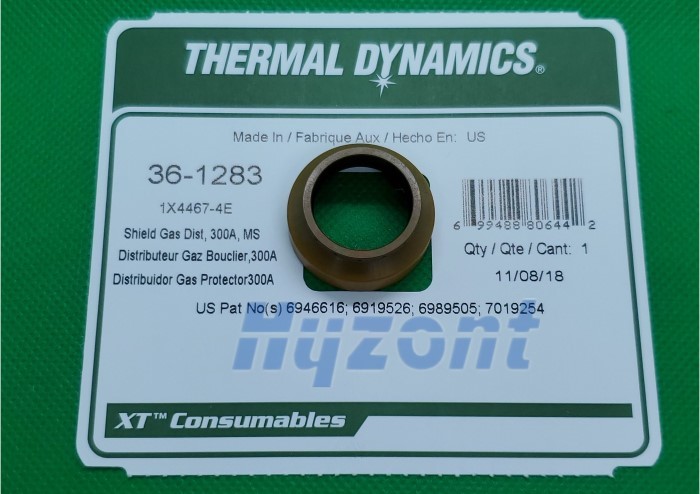 THERMAL DYNAMICS®
Made In / Fabrique Aux / Hecho En: US
36-1283
1X4467-4E
Shield Gas Dist, 300A, MS
Distributeur Gaz Bouclier,300A
Distribuidor Gas Protector300A
6 99488 80644 2
Qty / Qte / Cant: 1
11/08/18
US Pat No(s) 6946616; 6919526; 6989505; 7019254
Hyzont
XT™ Consumables